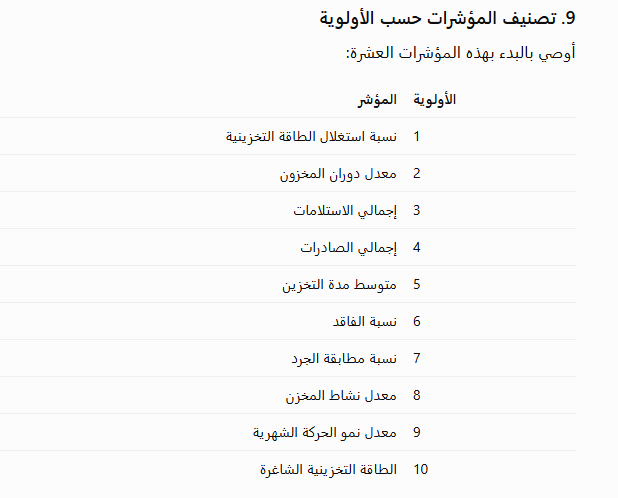 9. تصنيف المؤشرات حسب الأولوية
أوصي بالبدء بهذه المؤشرات العشرة:
الأولوية المؤشر
1 نسبة استغلال الطاقة التخزينية
2 معدل دوران المخزون
3 إجمالي الاستلامات
4 إجمالي الصادرات
5 متوسط مدة التخزين
6 نسبة الفاقد
7 نسبة مطابقة الجرد
8 معدل نشاط المخزن
9 معدل نمو الحركة الشهرية
10 الطاقة التخزينية الشاغرة